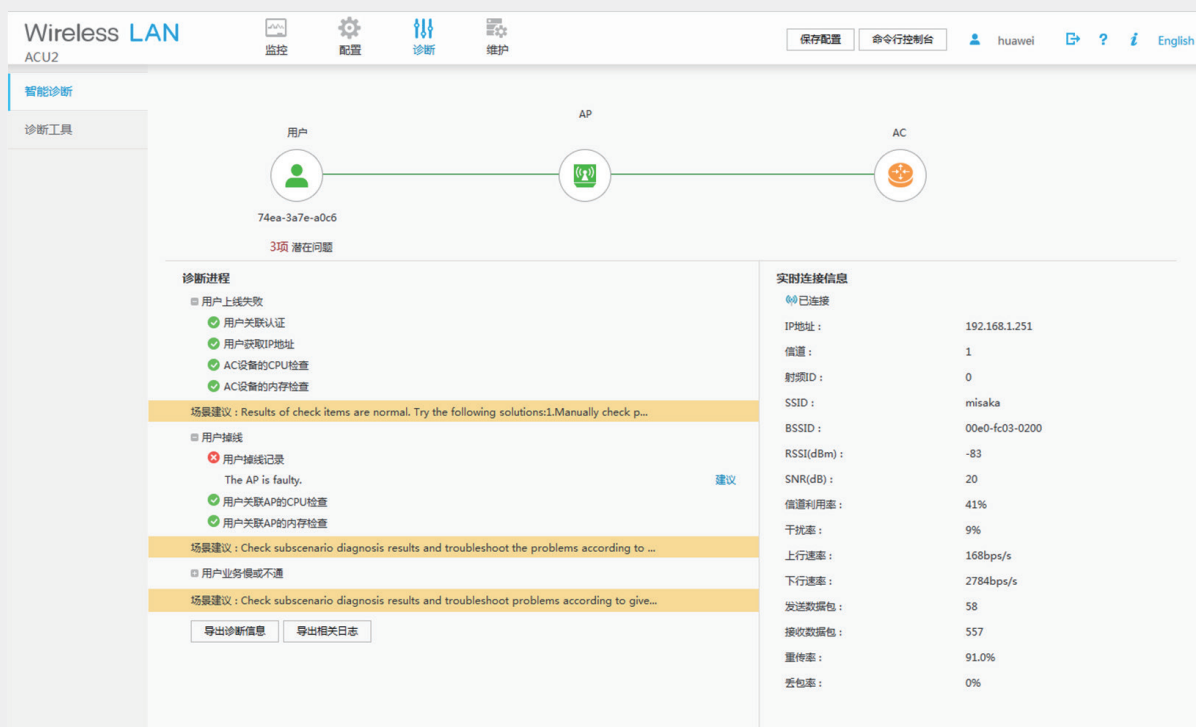 Wireless LAN
ACU2
监控 配置 诊断 维护
保存配置 命令行控制台 huawei ? i English
智能诊断
诊断工具
用户 AP AC
74ea-3a7e-a0c6
3项 潜在问题
诊断进程
用户上线失败
用户关联认证
用户获取IP地址
AC设备的CPU检查
AC设备的内存检查
场景建议：Results of check items are normal. Try the following solutions:1.Manually check p...
用户掉线
用户掉线记录
The AP is faulty. 建议
用户关联AP的CPU检查
用户关联AP的内存检查
场景建议：Check subscenario diagnosis results and troubleshoot the problems according to ...
用户业务慢或不通
场景建议：Check subscenario diagnosis results and troubleshoot problems according to give...
导出诊断信息 导出相关日志
实时连接信息
已连接
IP地址： 192.168.1.251
信道： 1
射频ID： 0
SSID： misaka
BSSID： 00e0-fc03-0200
RSSI(dBm)： -83
SNR(dB)： 20
信道利用率： 41%
干扰率： 9%
上行速率： 168bps/s
下行速率： 2784bps/s
发送数据包： 58
接收数据包： 557
重传率： 91.0%
丢包率： 0%